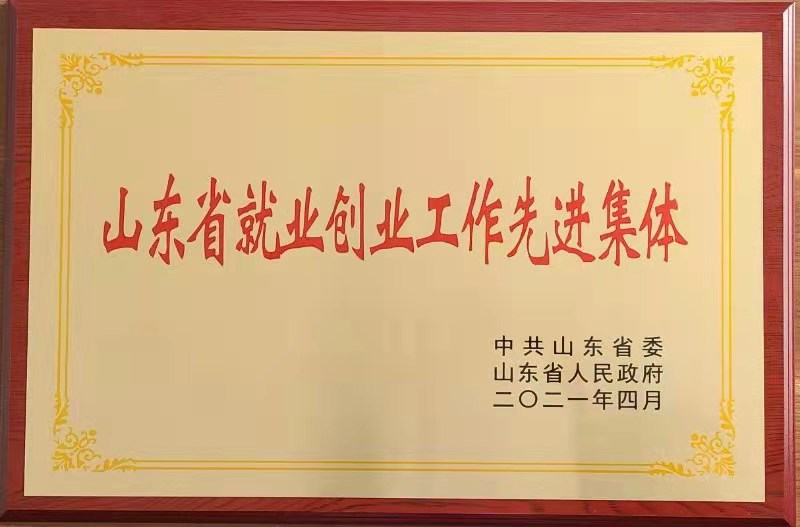 山东省就业创业工作先进集体
中共山东省委
山东省人民政府
二〇二一年四月